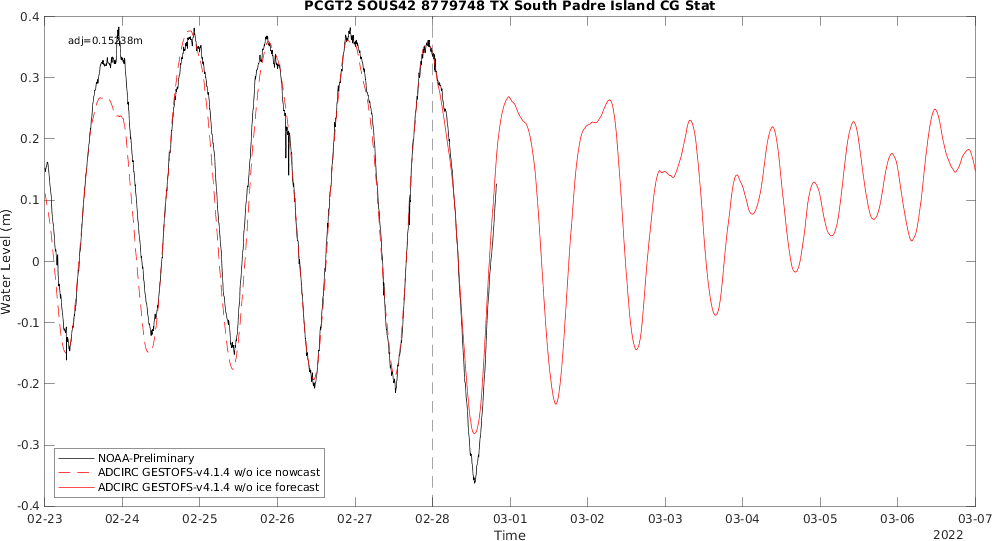 PCGT2 SOUS42 8779748 TX South Padre Island CG Stat
adj=0.15238m
0.4
0.3
0.2
0.1
0
-0.1
-0.2
-0.3
-0.4
Water Level (m)
NOAA-Preliminary
ADCIRC GESTOFS-v4.1.4 w/o ice nowcast
ADCIRC GESTOFS-v4.1.4 w/o ice forecast
02-23 02-24 02-25 02-26 02-27 02-28 03-01 03-02 03-03 03-04 03-05 03-06 03-07
Time
2022